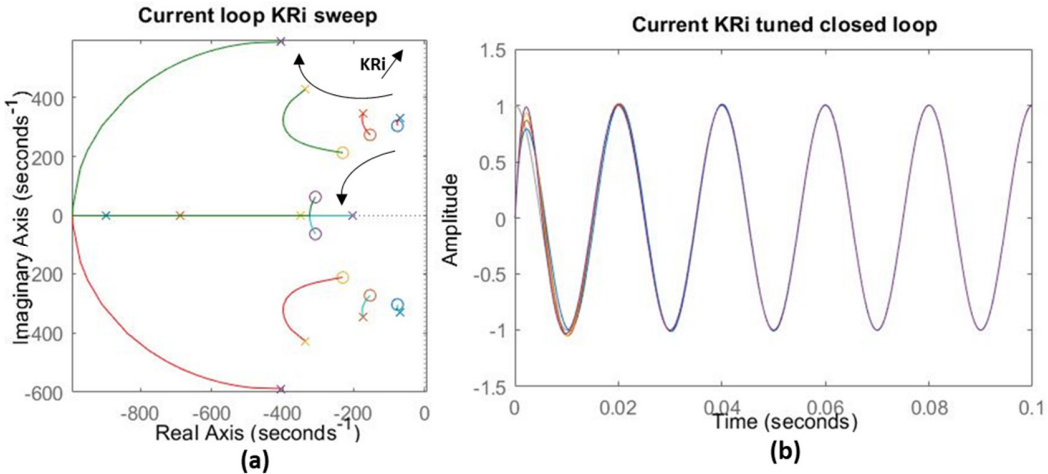 Current loop KRi sweep
KRi
400
200
0
-200
-400
-600
Imaginary Axis (seconds-1)
-800
-600
-400
-200
0
Real Axis (seconds-1)
(a)
Current KRi tuned closed loop
1.5
1
0.5
0
-0.5
-1
-1.5
Amplitude
0
0.02
0.04
0.06
0.08
0.1
Time (seconds)
(b)